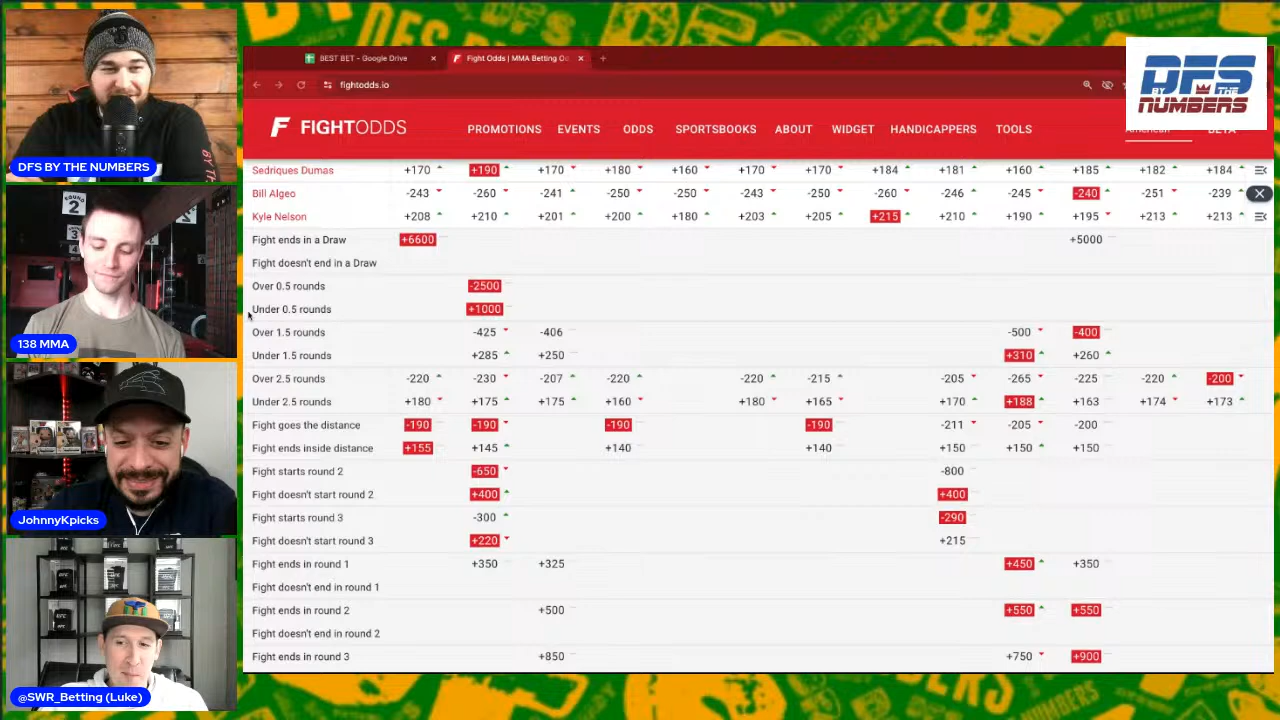 BEST BET - Google Drive × Fight Odds | MMA Betting Od × +
fightodds.io
DFS
BY THE
NUMBERS
FIGHTODDS PROMOTIONS EVENTS ODDS SPORTSBOOKS ABOUT WIDGET HANDICAPPERS TOOLS American BETA
Sedriques Dumas +170 +190 +170 +180 +160 +170 +170 +184 +181 +160 +185 +182 +184
Bill Algeo -243 -260 -241 -250 -250 -243 -250 -260 -246 -245 -240 -251 -239
Kyle Nelson +208 +210 +201 +200 +180 +203 +205 +215 +210 +190 +195 +213 +213
Fight ends in a Draw +6600 +5000
Fight doesn't end in a Draw
Over 0.5 rounds -2500
Under 0.5 rounds +1000
Over 1.5 rounds -425 -406 -500 -400
Under 1.5 rounds +285 +250 +310 +260
Over 2.5 rounds -220 -230 -207 -220 -220 -215 -205 -265 -225 -220 -200
Under 2.5 rounds +180 +175 +175 +160 +180 +165 +170 +188 +163 +174 +173
Fight goes the distance -190 -190 -190 -190 -211 -205 -200
Fight ends inside distance +155 +145 +140 +140 +150 +150 +150
Fight starts round 2 -650 -800
Fight doesn't start round 2 +400 +400
Fight starts round 3 -300 -290
Fight doesn't start round 3 +220 +215
Fight ends in round 1 +350 +325 +450 +350
Fight doesn't end in round 1
Fight ends in round 2 +500 +550 +550
Fight doesn't end in round 2
Fight ends in round 3 +850 +750 +900
DFS BY THE NUMBERS
ROUND
2
138 MMA
JohnnyKpicks
@SWR_Betting (Luke)